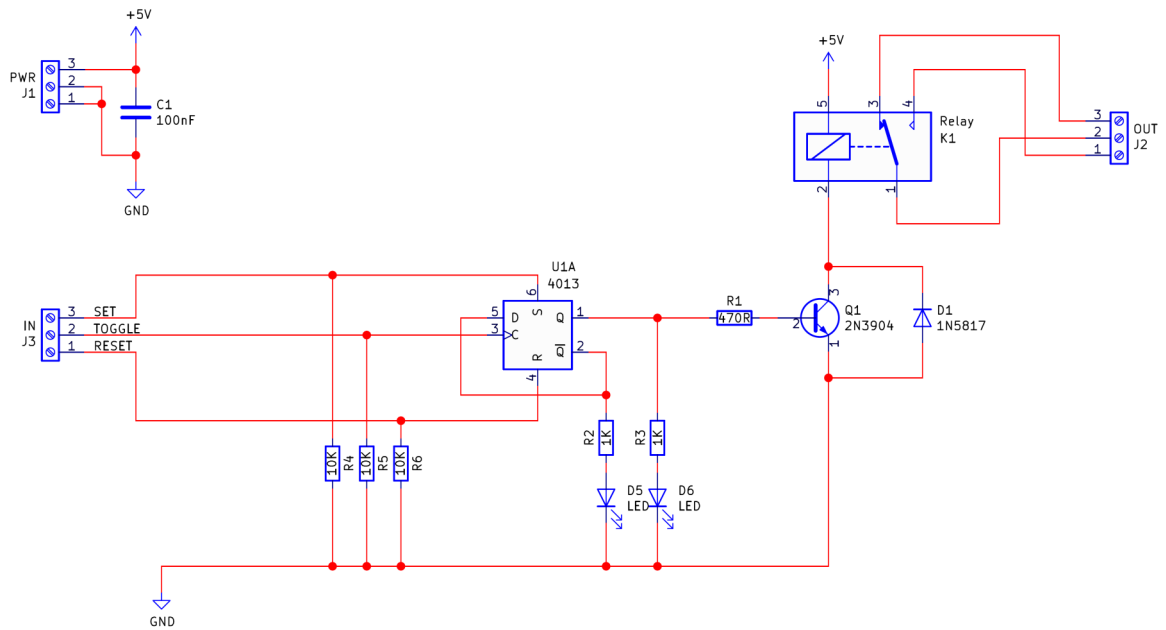 +5V
PWR
J1
3
2
1
C1
100nF
GND
+5V
5
3
4
Relay
K1
2
1
3
2
1
OUT
J2
IN
J3
3
2
1
SET
TOGGLE
RESET
U1A
4013
6
5
3
D
C
S
Q
R
Q̅
1
2
4
R1
470R
Q1
2N3904
3
2
1
D1
1N5817
R2
1K
R3
1K
10K
R4
10K
R5
10K
R6
D5
LED
D6
LED
GND